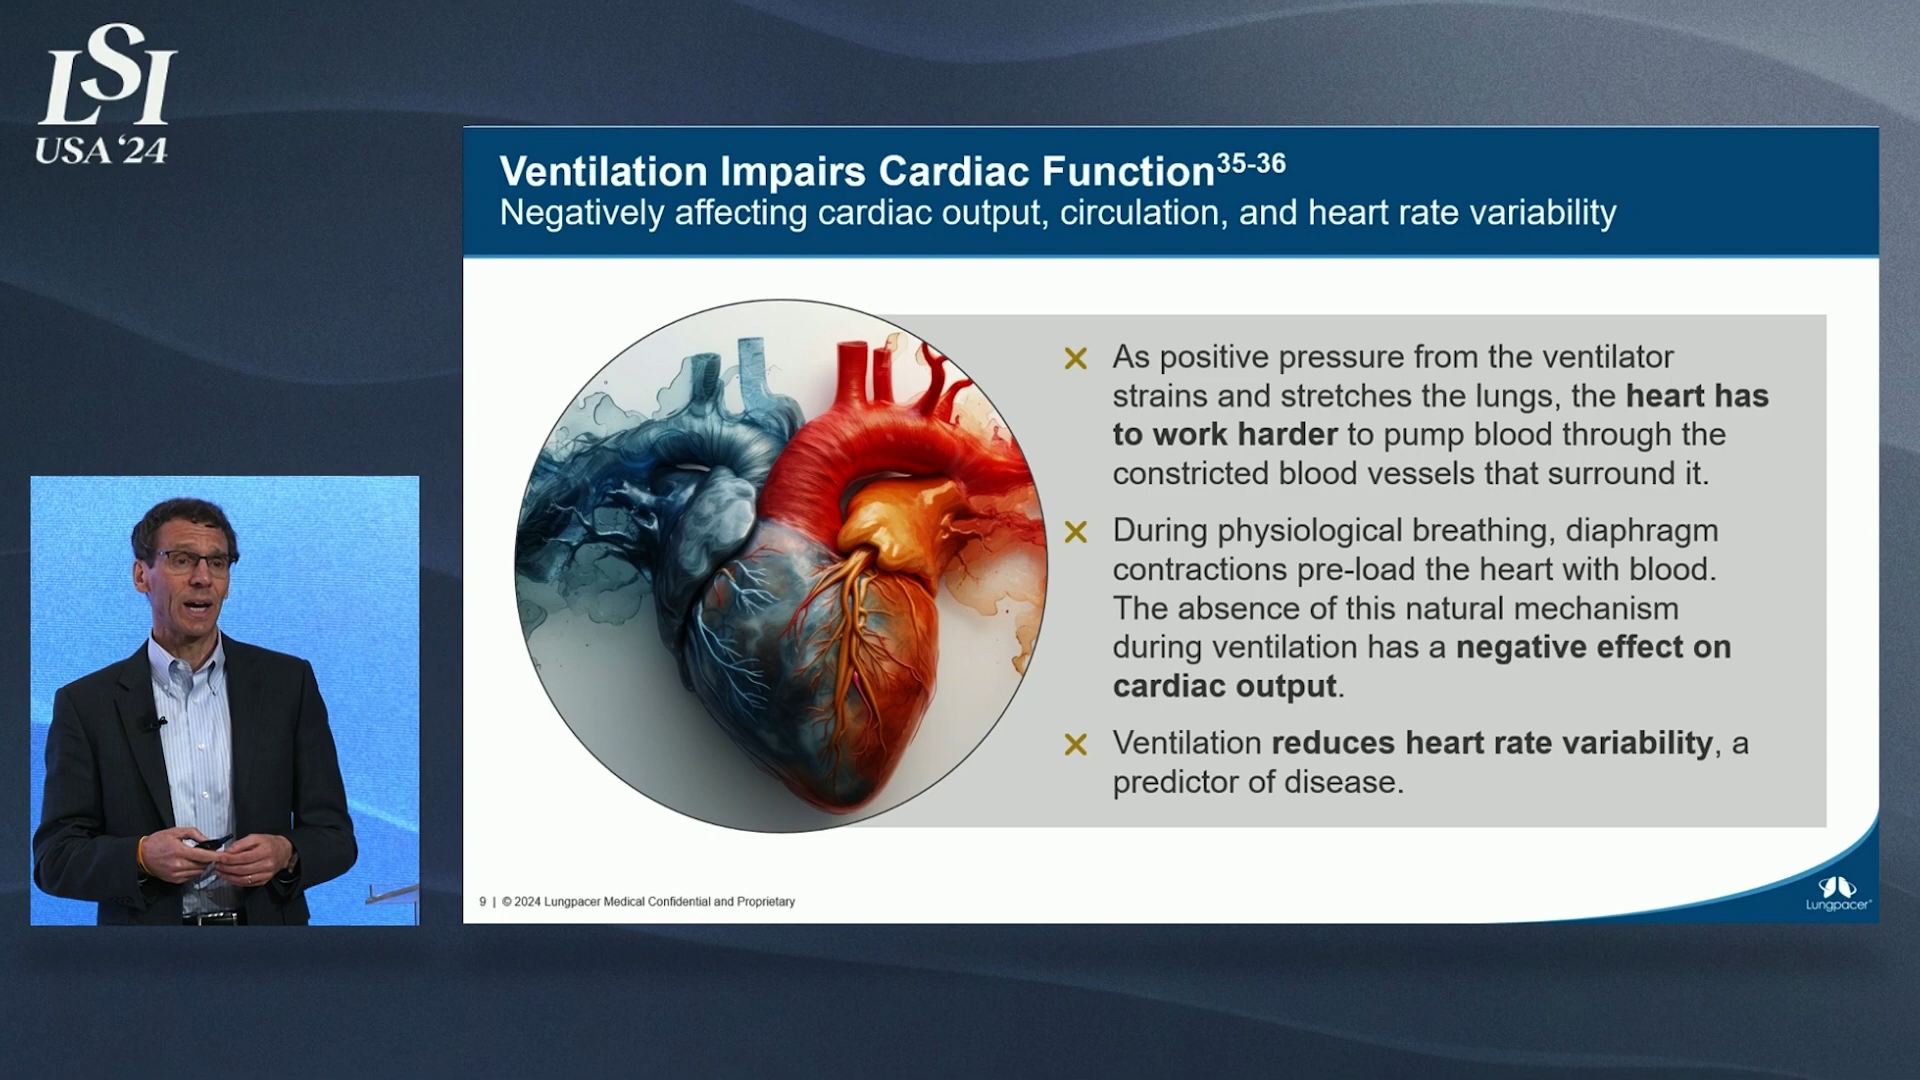 LSI
USA ‘24
Ventilation Impairs Cardiac Function35-36
Negatively affecting cardiac output, circulation, and heart rate variability
As positive pressure from the ventilator
strains and stretches the lungs, the heart has
to work harder to pump blood through the
constricted blood vessels that surround it.
During physiological breathing, diaphragm
contractions pre-load the heart with blood.
The absence of this natural mechanism
during ventilation has a negative effect on
cardiac output.
Ventilation reduces heart rate variability, a
predictor of disease.
9 | © 2024 Lungpacer Medical Confidential and Proprietary
Lungpacer